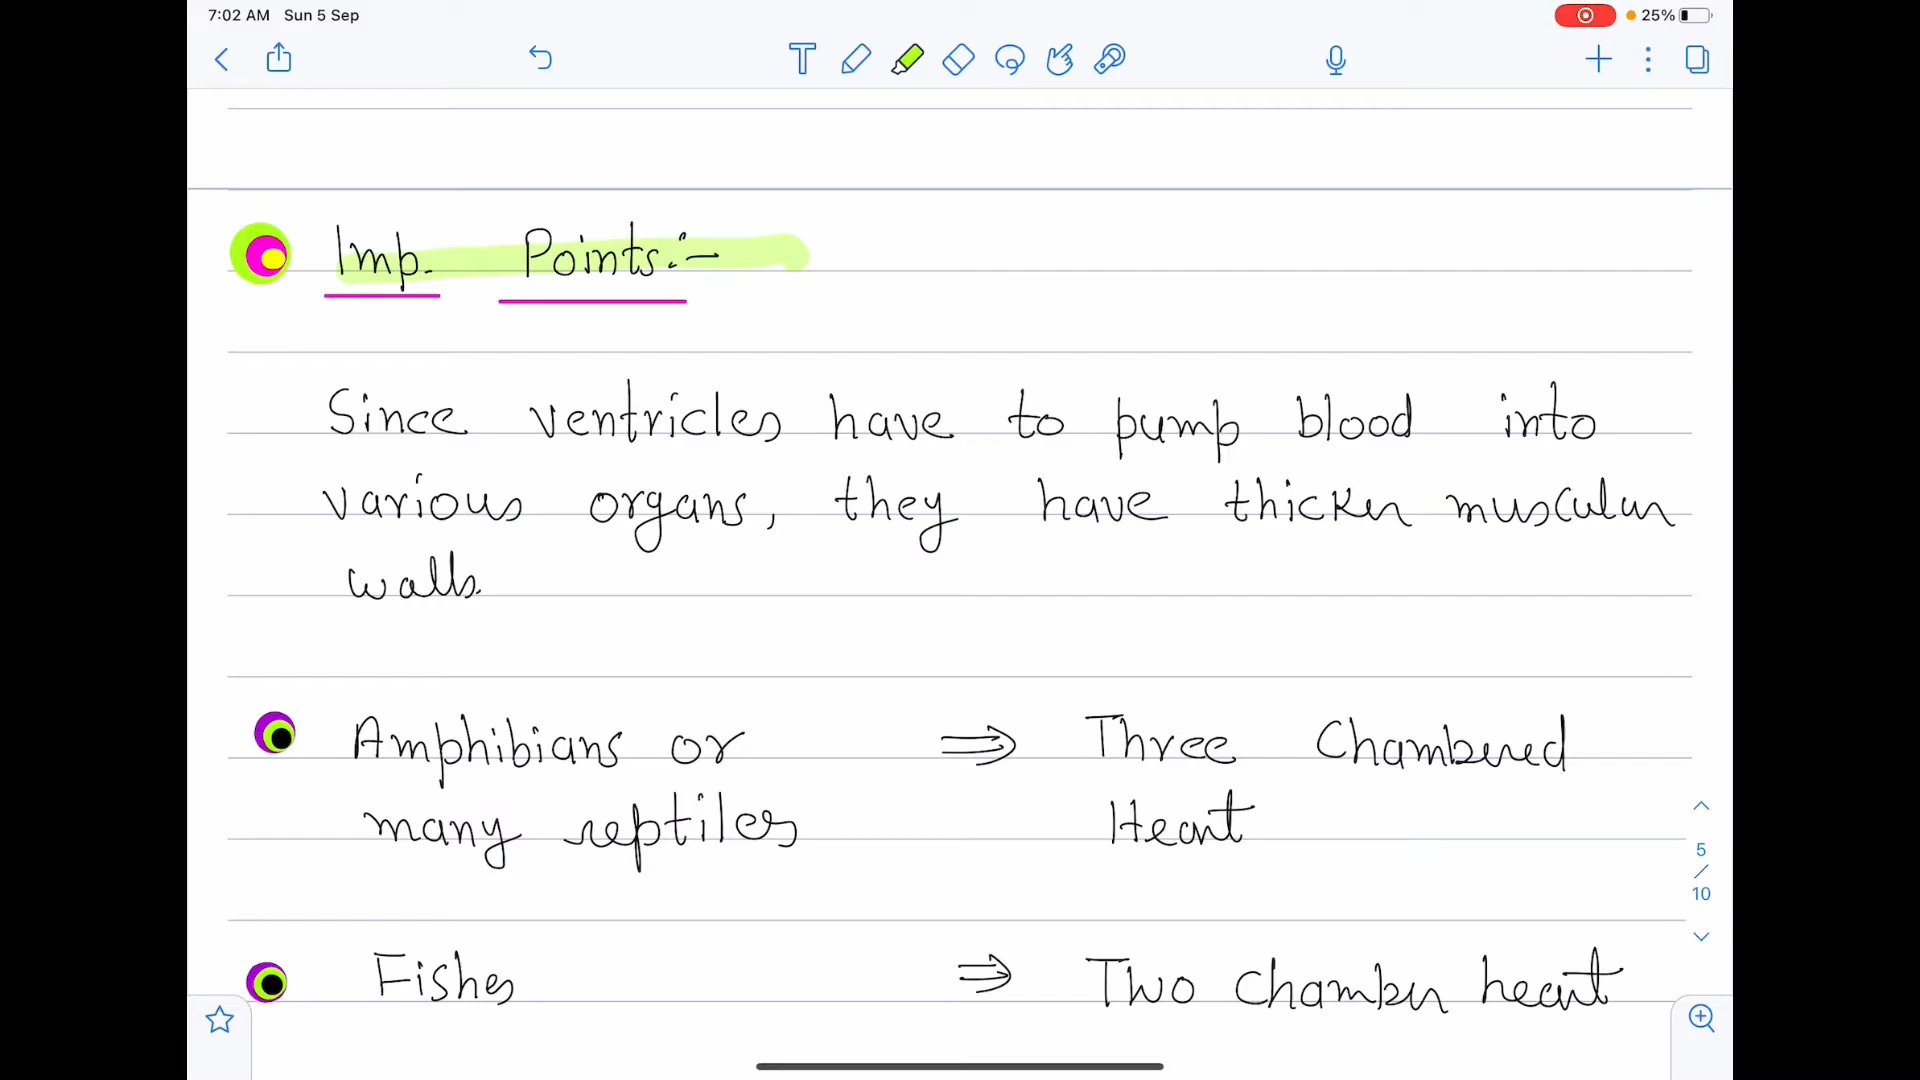 7:02 AM Sun 5 Sep 25%
Imp. Points:-
Since ventricles have to pump blood into
various organs, they have thicker muscular
walls.
Amphibians or ⇒ Three Chambered
many reptiles Heart
5
/
10
Fishes ⇒ Two Chamber heart